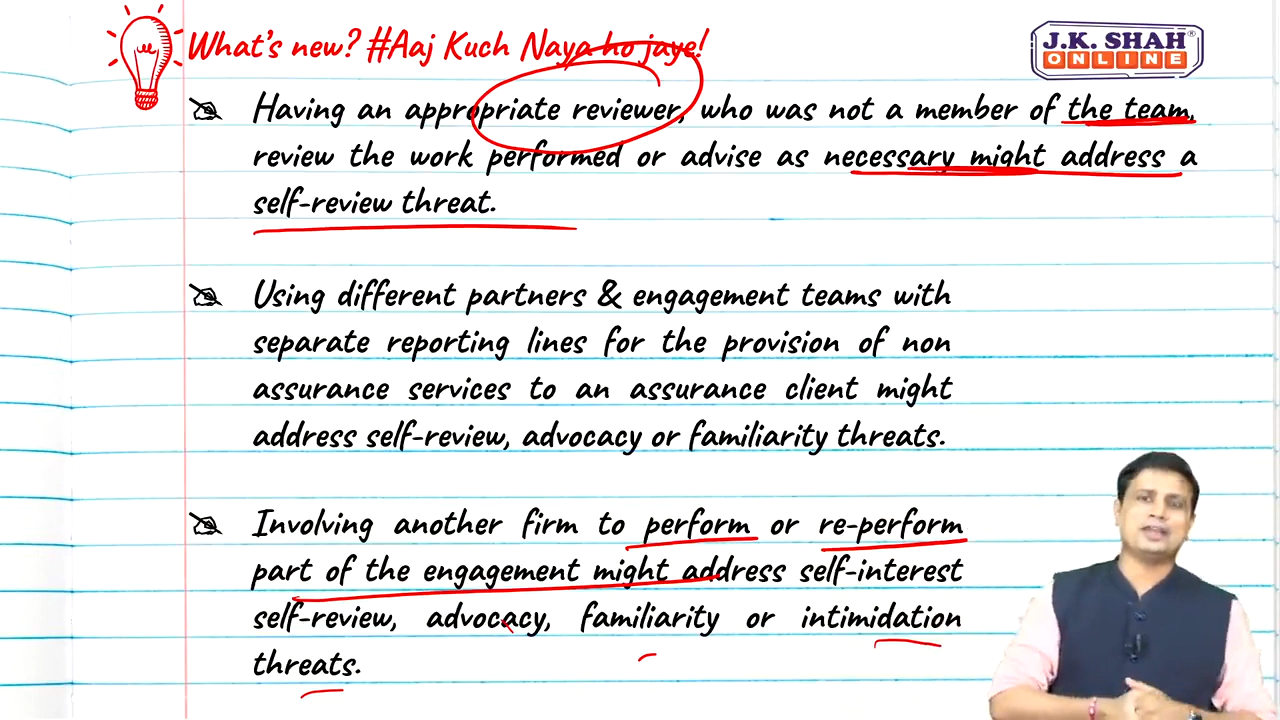 What's new? #Aaj Kuch Naya ho jaye!
J.K. SHAH®
ONLINE
Having an appropriate reviewer, who was not a member of the team,
review the work performed or advise as necessary might address a
self-review threat.
Using different partners & engagement teams with
separate reporting lines for the provision of non
assurance services to an assurance client might
address self-review, advocacy or familiarity threats.
Involving another firm to perform or re-perform
part of the engagement might address self-interest
self-review, advocacy, familiarity or intimidation
threats.